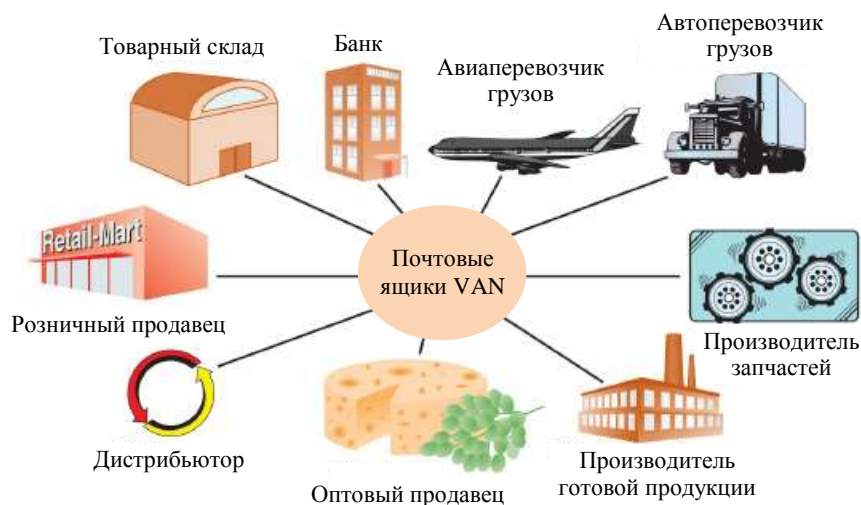 Товарный склад
Банк
Авиаперевозчик
грузов
Автоперевозчик
грузов
Retail-Mart
Почтовые
ящики VAN
Розничный продавец
Производитель
запчастей
Дистрибьютор
Оптовый продавец
Производитель
готовой продукции